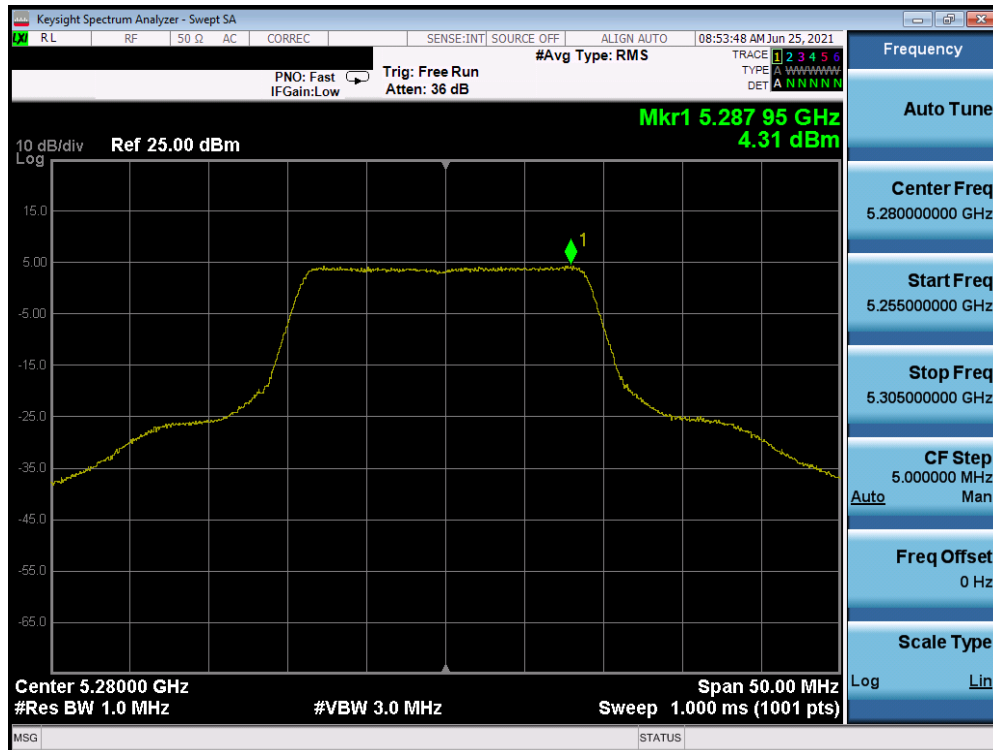 Keysight Spectrum Analyzer - Swept SA
LXI RL RF 50 Ω AC CORREC SENSE:INT SOURCE OFF ALIGN AUTO 08:53:48 AM Jun 25, 2021
#Avg Type: RMS TRACE 1 2 3 4 5 6
PNO: Fast Trig: Free Run TYPE A WWWWW
IFGain:Low Atten: 36 dB DET A N N N N N
Mkr1 5.287 95 GHz
4.31 dBm
10 dB/div Ref 25.00 dBm
Log
15.0
1
5.00
-5.00
-15.0
-25.0
-35.0
-45.0
-55.0
-65.0
Center 5.28000 GHz Span 50.00 MHz
#Res BW 1.0 MHz #VBW 3.0 MHz Sweep 1.000 ms (1001 pts)
MSG STATUS
Frequency
Auto Tune
Center Freq
5.280000000 GHz
Start Freq
5.255000000 GHz
Stop Freq
5.305000000 GHz
CF Step
5.000000 MHz
Auto Man
Freq Offset
0 Hz
Scale Type
Log Lin